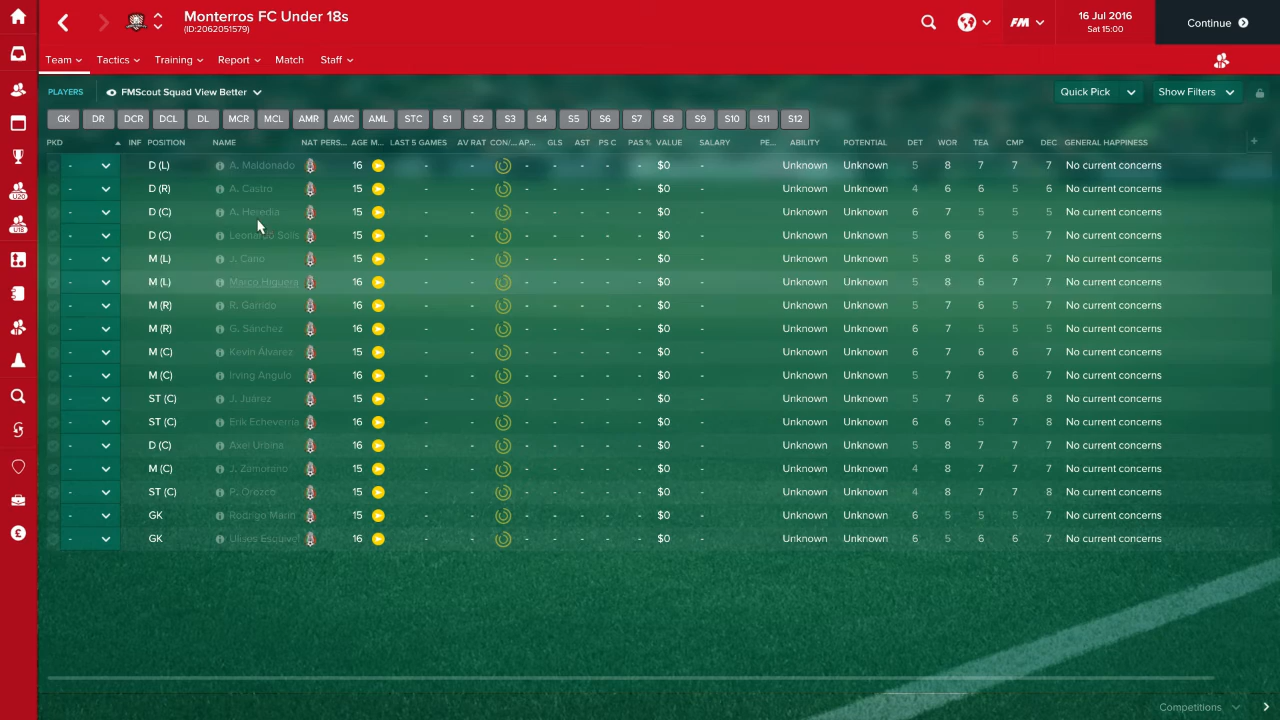 Monterros FC Under 18s
(ID:2062051579)
FM
16 Jul 2016
Sat 15:00
Continue
Team Tactics Training Report Match Staff
PLAYERS FMScout Squad View Better Quick Pick Show Filters
GK DR DCR DCL DL MCR MCL AMR AMC AML STC S1 S2 S3 S4 S5 S6 S7 S8 S9 S10 S11 S12
PKD INF POSITION NAME NAT PERS... AGE M... LAST 5 GAMES AV RAT CON/... AP... GLS AST PS C PAS % VALUE SALARY PE... ABILITY POTENTIAL DET WOR TEA CMP DEC GENERAL HAPPINESS
- D (L) A. Maldonado 16 - - - - - - - $0 - Unknown Unknown 5 8 7 7 7 No current concerns
- D (R) A. Castro 15 - - - - - - - $0 - Unknown Unknown 4 6 6 5 6 No current concerns
- D (C) A. Heredia 15 - - - - - - - $0 - Unknown Unknown 6 7 5 5 5 No current concerns
- D (C) Leonardo Solís 15 - - - - - - - $0 - Unknown Unknown 5 6 6 5 7 No current concerns
- M (L) J. Cano 15 - - - - - - - $0 - Unknown Unknown 5 8 6 6 7 No current concerns
- M (L) Marco Higuera 16 - - - - - - - $0 - Unknown Unknown 5 8 6 7 7 No current concerns
- M (R) R. Garrido 16 - - - - - - - $0 - Unknown Unknown 5 7 6 5 7 No current concerns
- M (R) G. Sánchez 16 - - - - - - - $0 - Unknown Unknown 6 7 5 5 5 No current concerns
- M (C) Kevin Álvarez 15 - - - - - - - $0 - Unknown Unknown 6 7 6 6 7 No current concerns
- M (C) Irving Angulo 16 - - - - - - - $0 - Unknown Unknown 5 7 6 6 7 No current concerns
- ST (C) J. Juárez 15 - - - - - - - $0 - Unknown Unknown 5 7 6 6 8 No current concerns
- ST (C) Erik Echeverría 16 - - - - - - - $0 - Unknown Unknown 6 6 5 7 8 No current concerns
- D (C) Axel Urbina 16 - - - - - - - $0 - Unknown Unknown 5 8 7 7 7 No current concerns
- M (C) J. Zamorano 15 - - - - - - - $0 - Unknown Unknown 4 8 7 6 7 No current concerns
- ST (C) P. Orozco 15 - - - - - - - $0 - Unknown Unknown 4 8 7 7 8 No current concerns
- GK Rodrigo Marín 15 - - - - - - - $0 - Unknown Unknown 6 5 5 5 7 No current concerns
- GK Ulises Esquivel 16 - - - - - - - $0 - Unknown Unknown 6 5 6 6 7 No current concerns
U20
U18
Competitions